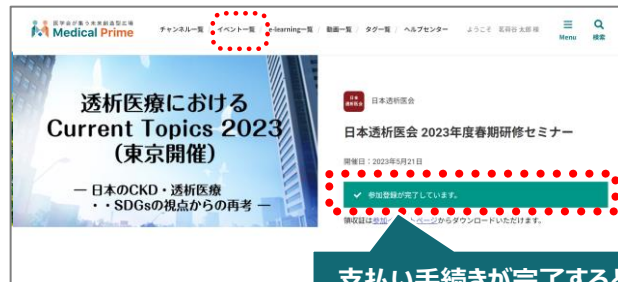 医学会が集う未来創造型広場
Medical Prime
チャンネル一覧 / イベント一覧 / e-learning一覧 / 動画一覧 / タグ一覧 / ヘルプセンター
ようこそ 太郎 様
Menu
検索
透析医療における
Current Topics 2023
(東京開催)
― 日本のCKD・透析医療
・・SDGsの視点からの再考 ―
日本
透析医会
日本透析医会
日本透析医会 2023年度春期研修セミナー
開催日:2023年5月21日
✓ 参加登録が完了しています。
領収証は参加 ページからダウンロードいただけます。
支払い手続きが完了すると